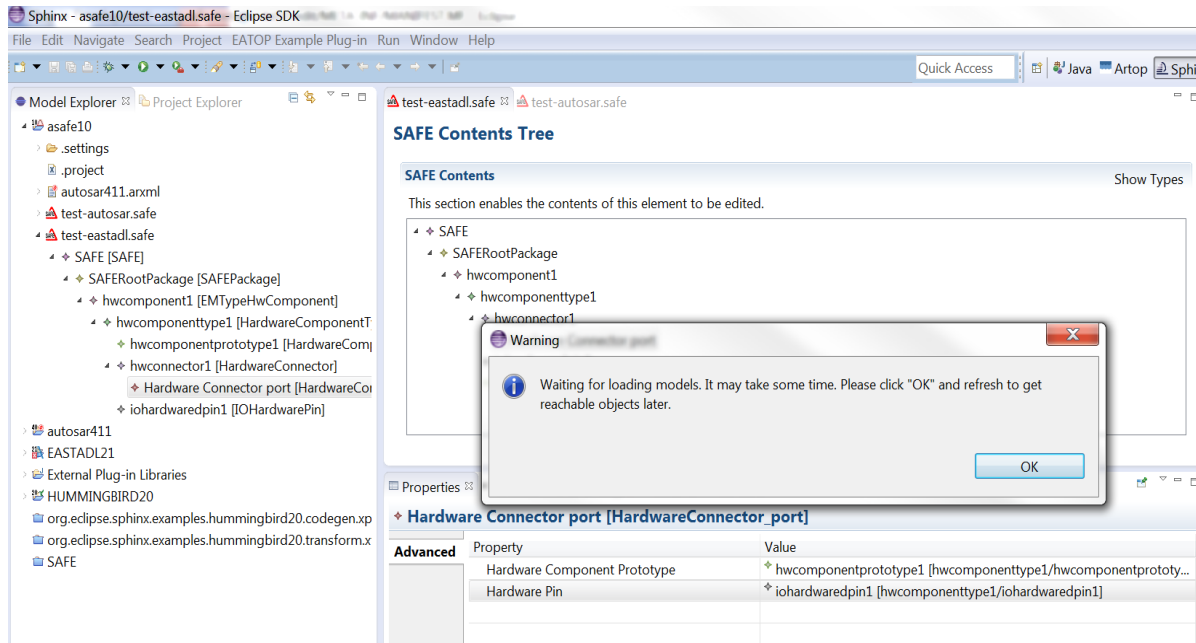 Sphinx - asafe10/test-eastadl.safe - Eclipse SDK
File Edit Navigate Search Project EATOP Example Plug-in Run Window Help
Quick Access
Java
Artop
Sphi
Model Explorer
Project Explorer
asafe10
.settings
.project
autosar411.arxml
test-autosar.safe
test-eastadl.safe
SAFE [SAFE]
SAFERootPackage [SAFEPackage]
hwcomponent1 [EMTypeHwComponent]
hwcomponenttype1 [HardwareComponentT
hwcomponentprototype1 [HardwareComp
hwconnector1 [HardwareConnector]
Hardware Connector port [HardwareCo
iohardwaredpin1 [IOHardwarePin]
autosar411
EASTADL21
External Plug-in Libraries
HUMMINGBIRD20
org.eclipse.sphinx.examples.hummingbird20.codegen.xp
org.eclipse.sphinx.examples.hummingbird20.transform.x
SAFE
test-eastadl.safe
test-autosar.safe
SAFE Contents Tree
SAFE Contents
Show Types
This section enables the contents of this element to be edited.
SAFE
SAFERootPackage
hwcomponent1
hwcomponenttype1
hwconnector1
Warning
Connector port
Waiting for loading models. It may take some time. Please click "OK" and refresh to get
reachable objects later.
OK
Properties
Hardware Connector port [HardwareConnector_port]
Advanced
Property Value
Hardware Component Prototype hwcomponentprototype1 [hwcomponenttype1/hwcomponentprototy...
Hardware Pin iohardwaredpin1 [hwcomponenttype1/iohardwaredpin1]